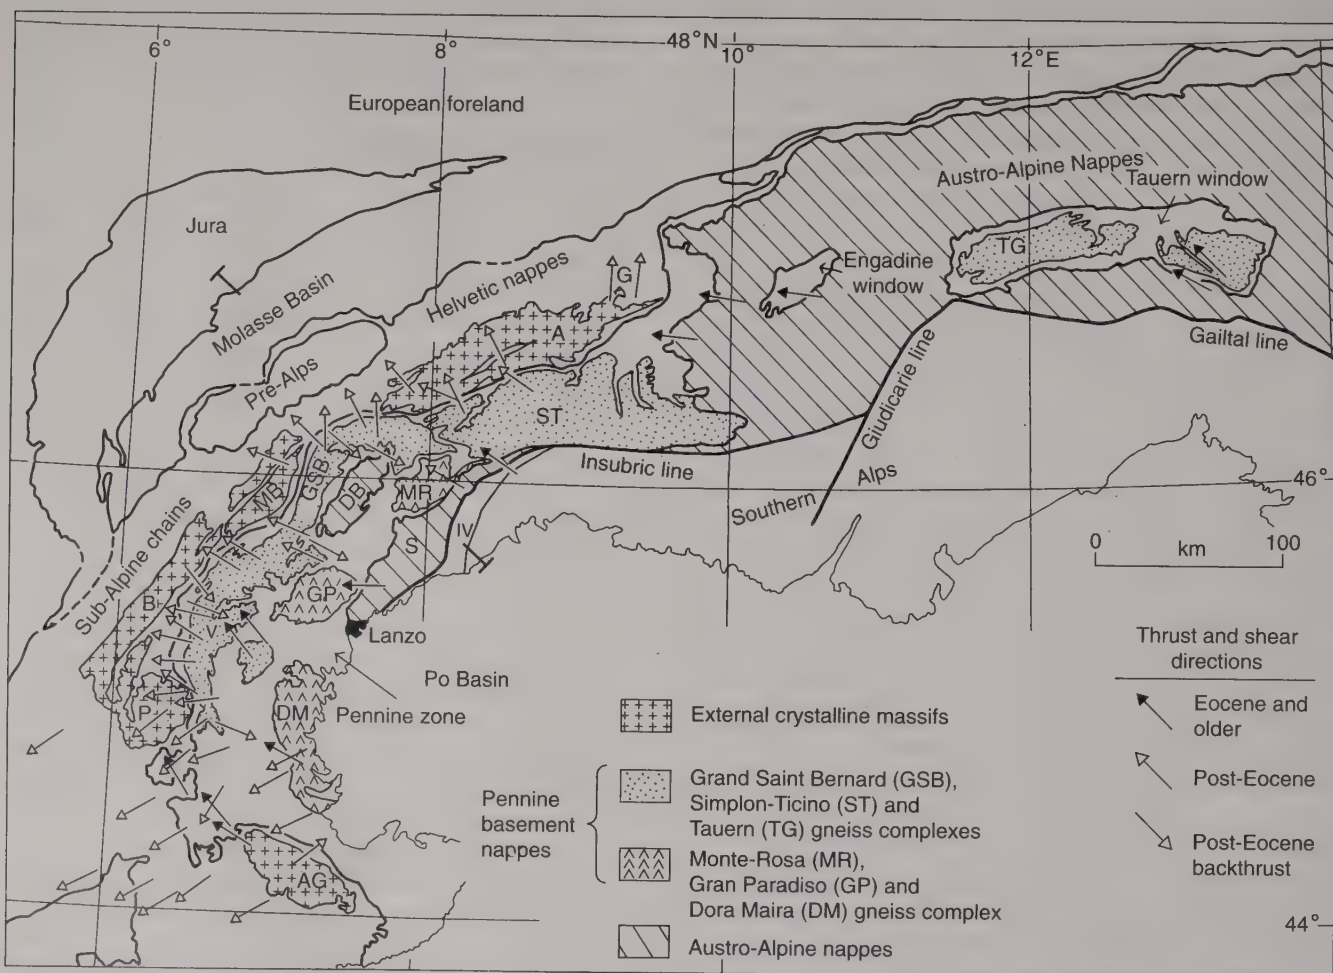 6°
8°
48°N
10°
12°E
European foreland
Austro-Alpine Nappes
Tauern window
Jura
TG
Engadine
window
G
Helvetic nappes
Molasse Basin
A
Gailtal line
Pre-Alps
Giudicarie line
ST
Insubric line
GSB
DB
MB
MR
Southern Alps
46°
Sub-Alpine chains
IV
S
0 km 100
GP
B
V
Lanzo
Thrust and shear
directions
Po Basin
P
DM
Pennine zone
External crystalline massifs
Eocene and
older
Pennine
basement
nappes
Grand Saint Bernard (GSB),
Simplon-Ticino (ST) and
Tauern (TG) gneiss complexes
Post-Eocene
Monte-Rosa (MR),
Gran Paradiso (GP) and
Dora Maira (DM) gneiss complex
Post-Eocene
backthrust
AG
Austro-Alpine nappes
44°